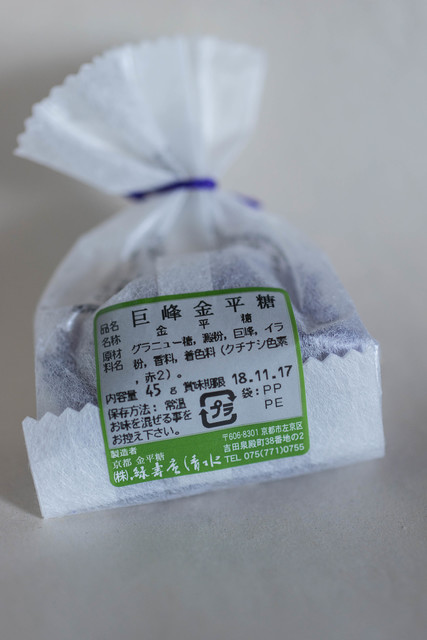 品名 巨峰金平糖
名称 金平糖
原材 グラニュー糖, 澱粉, 巨峰, イラ
料名 粉, 香料, 着色料 (クチナシ色素
, 赤2)。
内容量 45g 賞味期限 18.11.17
保存方法: 常温 プラ 袋: PP
お味を混ぜる事を PE
お控え下さい。
製造者 〒606-8301 京都市左京区
京都 金平糖 吉田泉殿町38番地の2
(株) 緑寿庵清水 TEL 075(771)0755